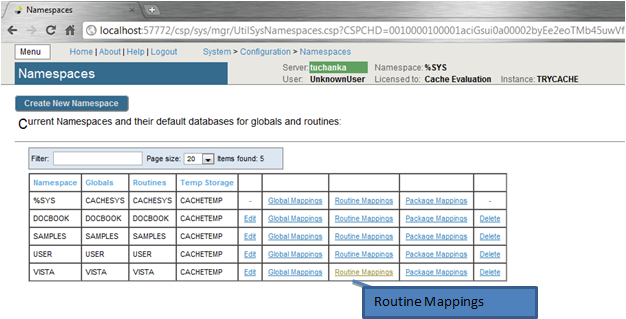 Namespaces
localhost:57772/csp/sys/mgr/UtilSysNamespaces.csp?CSPCHD=0010000100001aciGsui0a00002byEe2eoTMb45uwVf
Menu Home | About | Help | Logout System > Configuration > Namespaces
Server: tuchanka Namespace: %SYS
Namespaces
User: UnknownUser Licensed to: Cache Evaluation Instance: TRYCACHE
Create New Namespace
Current Namespaces and their default databases for globals and routines:
Filter: Page size: 20 Items found: 5
Namespace Globals Routines Temp Storage
%SYS CACHESYS CACHESYS CACHETEMP - Global Mappings Routine Mappings Package Mappings -
DOCBOOK DOCBOOK DOCBOOK CACHETEMP Edit Global Mappings Routine Mappings Package Mappings Delete
SAMPLES SAMPLES SAMPLES CACHETEMP Edit Global Mappings Routine Mappings Package Mappings Delete
USER USER USER CACHETEMP Edit Global Mappings Routine Mappings Package Mappings Delete
VISTA VISTA VISTA CACHETEMP Edit Global Mappings Routine Mappings Package Mappings Delete
Routine Mappings